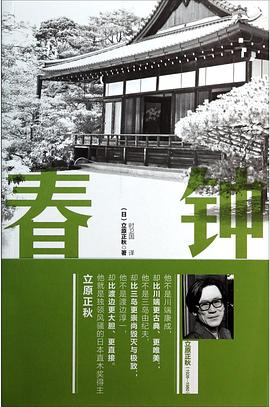 春钟
（日）立原正秋 著
时卫国 译
他不是川端康成，
却比川端更古典、更唯美，
他不是三岛由纪夫，
却比三岛更崇尚毁灭与极致，
他不是渡边淳一，
却比渡边更大胆、更直接。
他就是独领风骚的日本直木奖得主
立原正秋
立原正秋